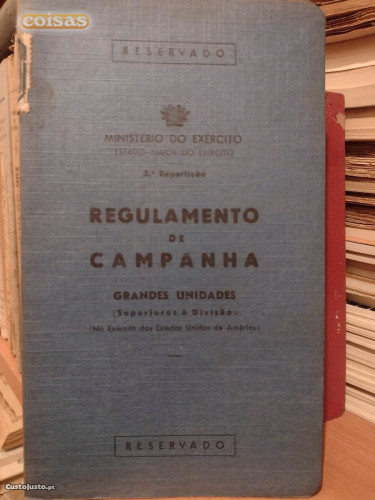 coisas
RESERVADO
MINISTÉRIO DO EXÉRCITO
ESTADO-MAIOR DO EXÉRCITO
2.ª Repartição
REGULAMENTO
DE
CAMPANHA
GRANDES UNIDADES
(Superiores à Divisão)
(No Exército dos Estados Unidos da América)
RESERVADO
CustoJusto.pt